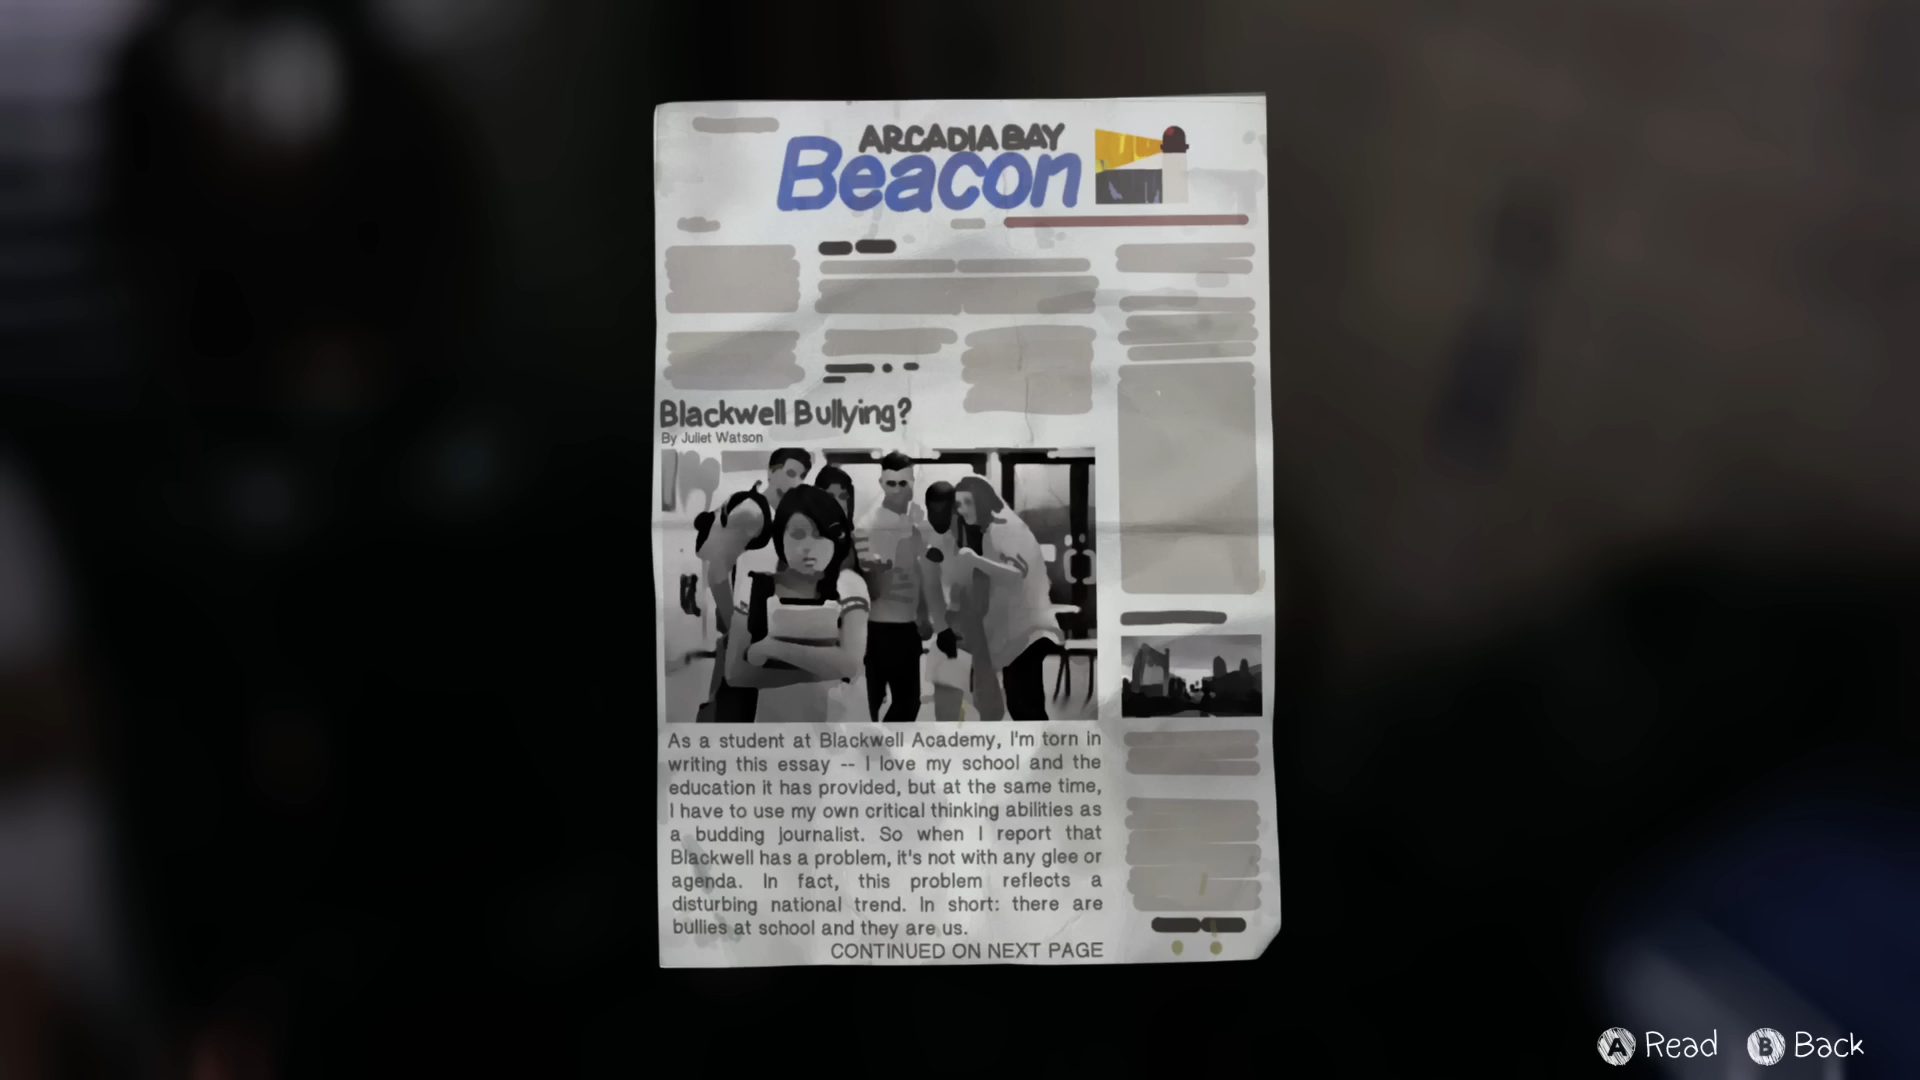 ARCADIA BAY
Beacon
Blackwell Bullying?
By Juliet Watson
As a student at Blackwell Academy, I'm torn in
writing this essay -- I love my school and the
education it has provided, but at the same time,
I have to use my own critical thinking abilities as
a budding journalist. So when I report that
Blackwell has a problem, it's not with any glee or
agenda. In fact, this problem reflects a
disturbing national trend. In short: there are
bullies at school and they are us.
CONTINUED ON NEXT PAGE
A Read B Back